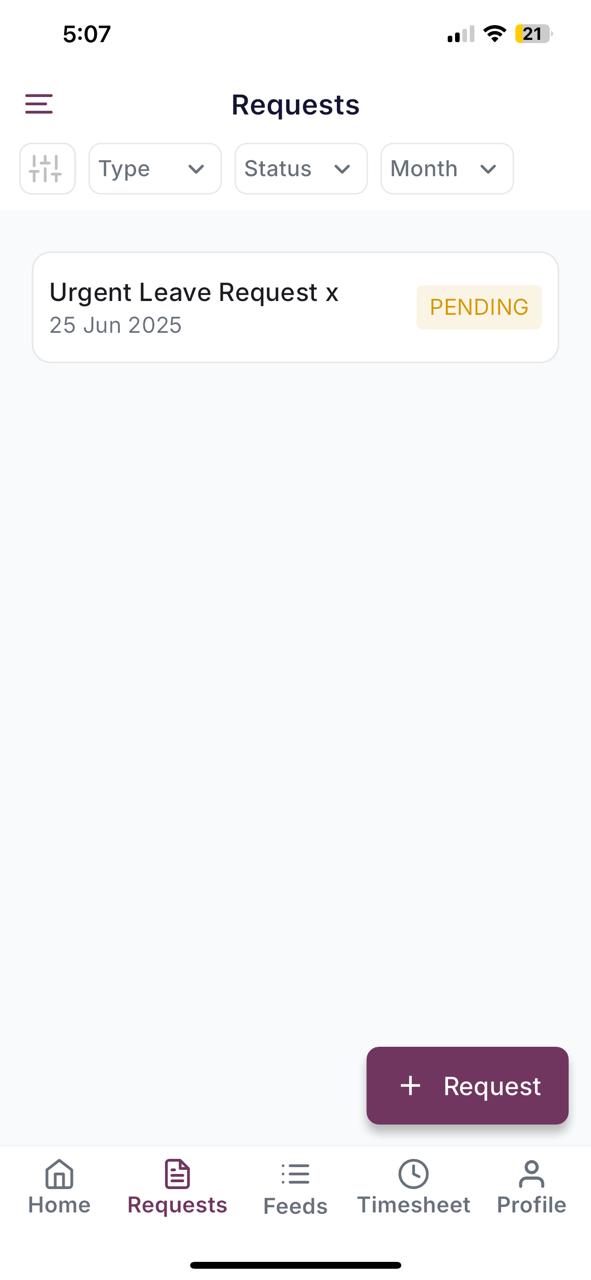 5:07
21
Requests
Type
Status
Month
Urgent Leave Request x
25 Jun 2025
PENDING
+ Request
Home
Requests
Feeds
Timesheet
Profile